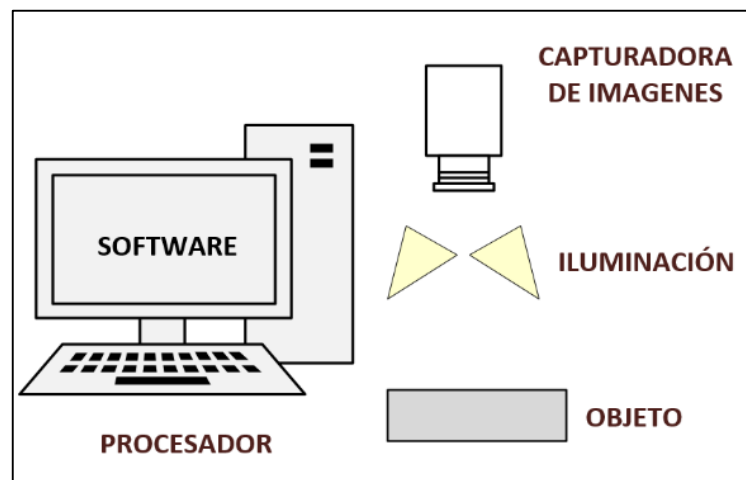 CAPTURADORA
DE IMAGENES
SOFTWARE
ILUMINACIÓN
OBJETO
PROCESADOR